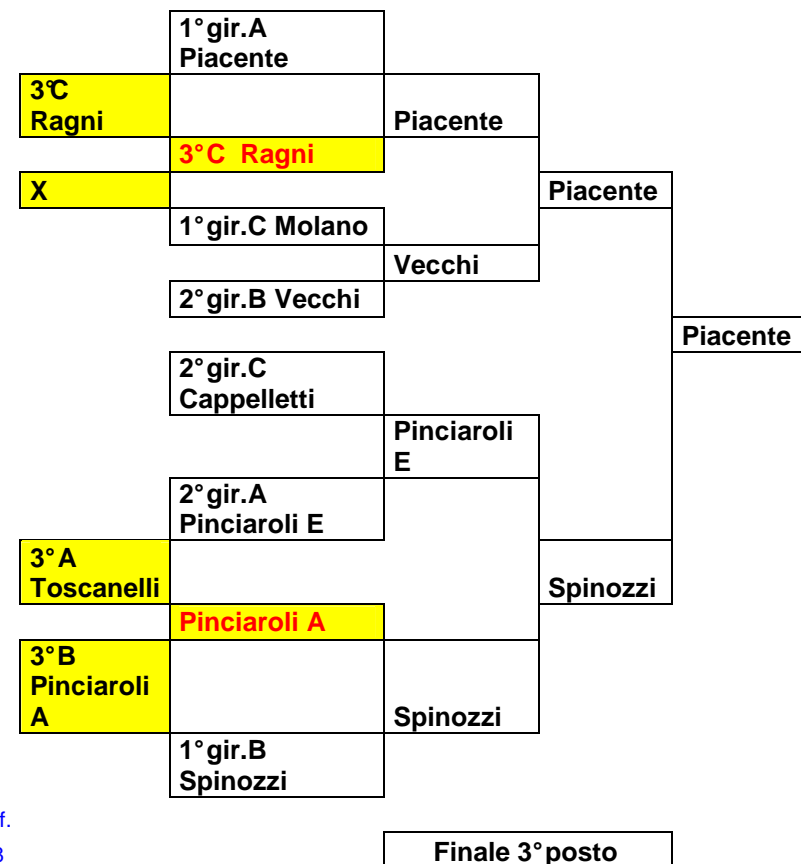 1° gir.A
Piacente
3°C
Ragni
Piacente
3° C Ragni
X
Piacente
1° gir.C Molano
Vecchi
2° gir.B Vecchi
Piacente
2° gir.C
Cappelletti
Pinciaroli
E
2° gir.A
Pinciaroli E
3° A
Toscanelli
Spinozzi
Pinciaroli A
3° B
Pinciaroli
A
Spinozzi
1° gir.B
Spinozzi
f.
Finale 3° posto